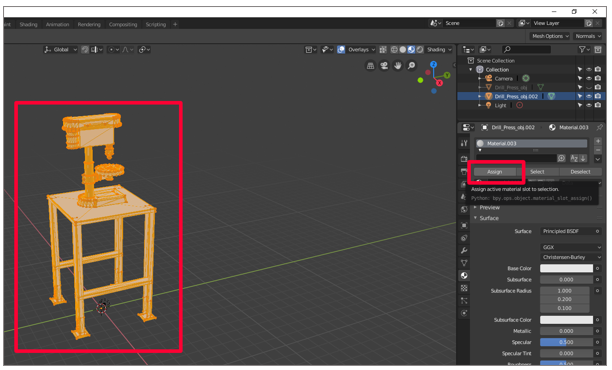 Shading Animation Rendering Compositing Scripting +
Scene
View Layer
Mesh Options Normals
Global
Overlays
Shading
Scene Collection
Collection
Camera
Drill_Press_obj
Drill_Press_obj.002
Light
Z
Y
X
Drill_Press_obj.002 Material.003
Material.003
Assign Select Deselect
Assign active material slot to selection.
Python: bpy.ops.object.material_slot_assign()
Preview
Surface
Surface Principled BSDF
GGX
Christensen-Burley
Base Color
Subsurface 0.000
Subsurface Radius 1.000
0.200
0.100
Subsurface Color
Metallic 0.000
Specular 0.500
Specular Tint 0.000
Roughness